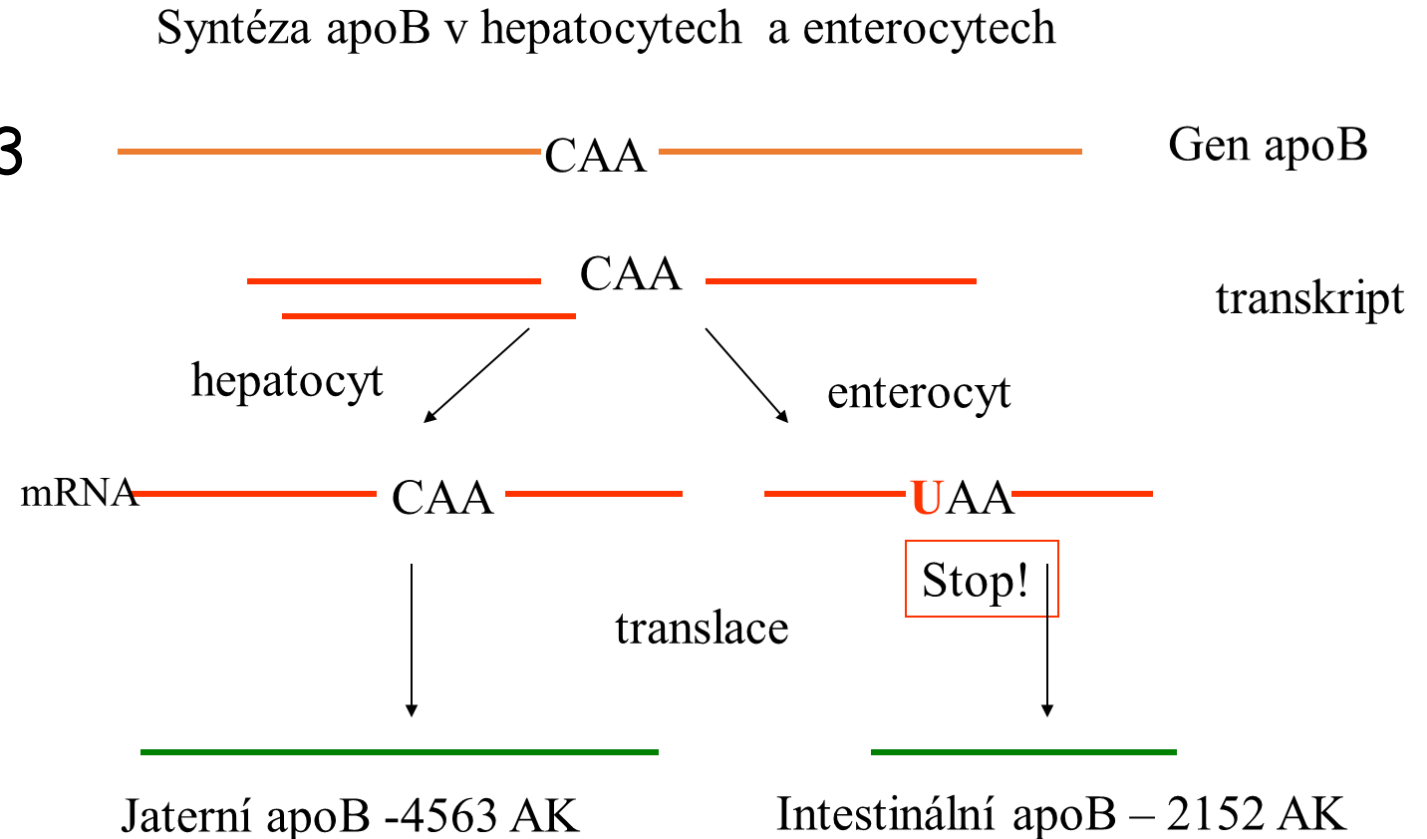 Syntéza apoB v hepatocytech a enterocytech
3
CAA
Gen apoB
CAA
transkript
hepatocyt
enterocyt
mRNA
CAA
UAA
Stop!
translace
Jaterní apoB -4563 AK
Intestinální apoB – 2152 AK